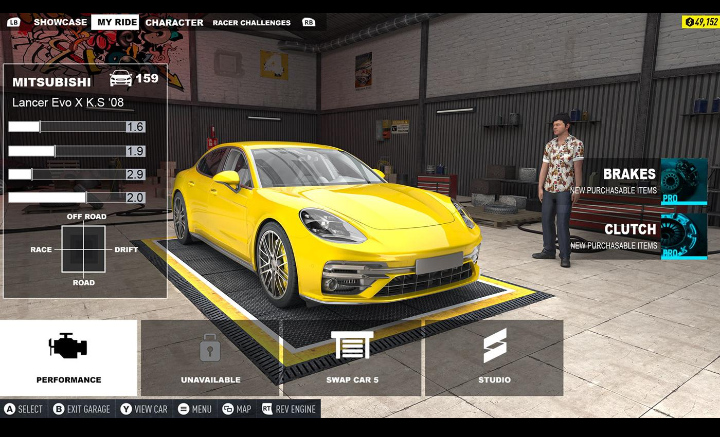 LB SHOWCASE MY RIDE CHARACTER RACER CHALLENGES RB
49,152
MITSUBISHI 159
Lancer Evo X K.S '08
1.6
1.9
2.9
2.0
OFF ROAD
RACE DRIFT
ROAD
BRAKES
NEW PURCHASABLE ITEMS
PRO
CLUTCH
NEW PURCHASABLE ITEMS
PRO
PERFORMANCE
UNAVAILABLE
SWAP CAR 5
STUDIO
A SELECT B EXIT GARAGE Y VIEW CAR MENU MAP RT REV ENGINE